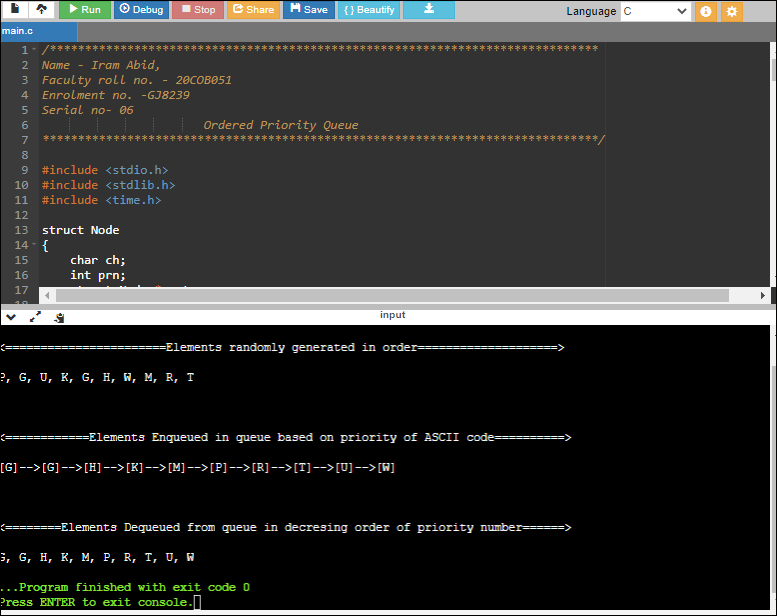 Run Debug Stop Share Save { } Beautify Language C
main.c
1 /******************************************************************************
2 Name - Iram Abid,
3 Faculty roll no. - 20COB051
4 Enrolment no. -GJ8239
5 Serial no- 06
6 Ordered Priority Queue
7 *******************************************************************************/
8
9 #include <stdio.h>
10 #include <stdlib.h>
11 #include <time.h>
12
13 struct Node
14 {
15 char ch;
16 int prn;
17
input
<=======================Elements randomly generated in order====================>
P, G, U, K, G, H, W, M, R, T
<============Elements Enqueued in queue based on priority of ASCII code==========>
[G]-->[G]-->[H]-->[K]-->[M]-->[P]-->[R]-->[T]-->[U]-->[W]
<========Elements Dequeued from queue in decresing order of priority number======>
G, G, H, K, M, P, R, T, U, W
...Program finished with exit code 0
Press ENTER to exit console.